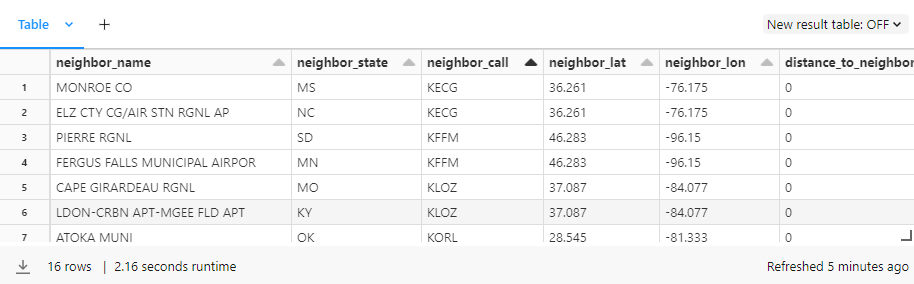 Table +
New result table: OFF
neighbor_name neighbor_state neighbor_call neighbor_lat neighbor_lon distance_to_neighbor
1 MONROE CO MS KECG 36.261 -76.175 0
2 ELZ CTY CG/AIR STN RGNL AP NC KECG 36.261 -76.175 0
3 PIERRE RGNL SD KFFM 46.283 -96.15 0
4 FERGUS FALLS MUNICIPAL AIRPOR MN KFFM 46.283 -96.15 0
5 CAPE GIRARDEAU RGNL MO KLOZ 37.087 -84.077 0
6 LDON-CRBN APT-MGEE FLD APT KY KLOZ 37.087 -84.077 0
7 ATOKA MUNI OK KORL 28.545 -81.333 0
16 rows | 2.16 seconds runtime
Refreshed 5 minutes ago